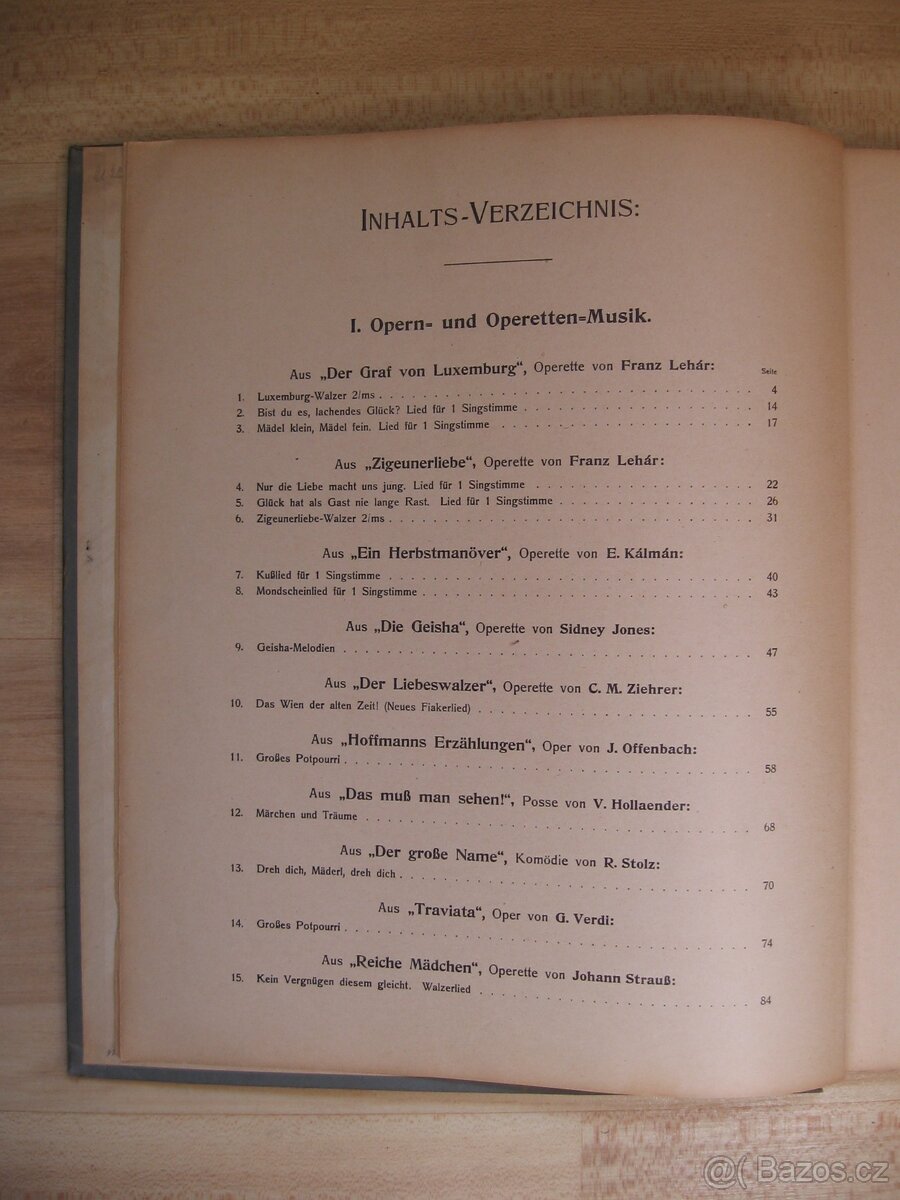 INHALTS-VERZEICHNIS:
I. Opern= und Operetten=Musik.
Aus „Der Graf von Luxemburg“, Operette von Franz Lehár:
Seite
1. Luxemburg-Walzer 2/ms . . . . . . . . . . 4
2. Bist du es, lachendes Glück? Lied für 1 Singstimme . . . . . . . . . . 14
3. Mädel klein, Mädel fein. Lied für 1 Singstimme . . . . . . . . . . 17
Aus „Zigeunerliebe“, Operette von Franz Lehár:
4. Nur die Liebe macht uns jung. Lied für 1 Singstimme . . . . . . . . . . 22
5. Glück hat als Gast nie lange Rast. Lied für 1 Singstimme . . . . . . . . . . 26
6. Zigeunerliebe-Walzer 2/ms . . . . . . . . . . 31
Aus „Ein Herbstmanöver“, Operette von E. Kálmán:
7. Kußlied für 1 Singstimme . . . . . . . . . . 40
8. Mondscheinlied für 1 Singstimme . . . . . . . . . . 43
Aus „Die Geisha“, Operette von Sidney Jones:
9. Geisha-Melodien . . . . . . . . . . 47
Aus „Der Liebeswalzer“, Operette von C. M. Ziehrer:
10. Das Wien der alten Zeit! (Neues Fiakerlied) . . . . . . . . . . 55
Aus „Hoffmanns Erzählungen“, Oper von J. Offenbach:
11. Großes Potpourri . . . . . . . . . . 58
Aus „Das muß man sehen!“, Posse von V. Hollaender:
12. Märchen und Träume . . . . . . . . . . 68
Aus „Der große Name“, Komödie von R. Stolz:
13. Dreh dich, Mäderl, dreh dich . . . . . . . . . . 70
Aus „Traviata“, Oper von G. Verdi:
14. Großes Potpourri . . . . . . . . . . 74
Aus „Reiche Mädchen“, Operette von Johann Strauß:
15. Kein Vergnügen diesem gleicht. Walzerlied . . . . . . . . . . 84
@( Bazos.cz